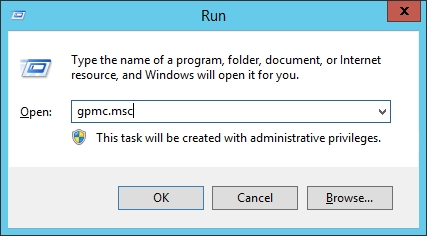 Run
x
Type the name of a program, folder, document, or Internet
resource, and Windows will open it for you.
Open: gpmc.msc
This task will be created with administrative privileges.
OK Cancel Browse...